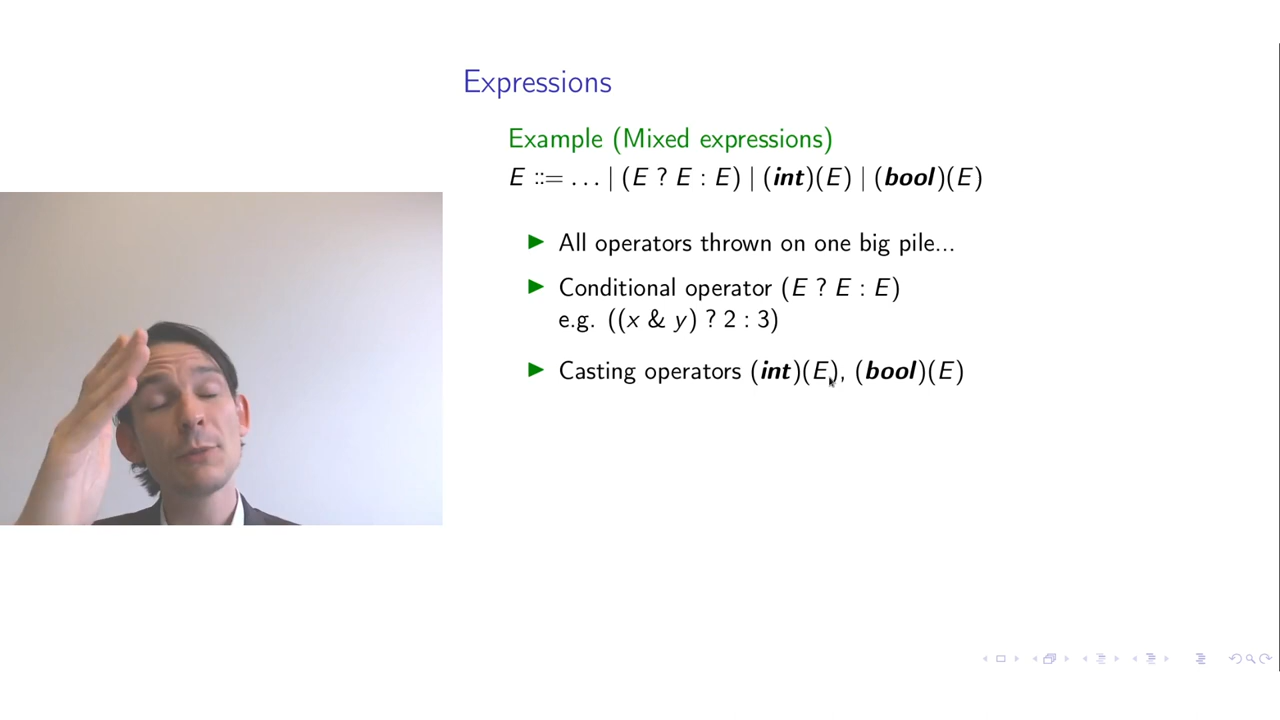 Expressions
Example (Mixed expressions)
E ::= ... | (E ? E : E) | (int)(E) | (bool)(E)
▶ All operators thrown on one big pile...
▶ Conditional operator (E ? E : E)
e.g. ((x & y) ? 2 : 3)
▶ Casting operators (int)(E), (bool)(E)